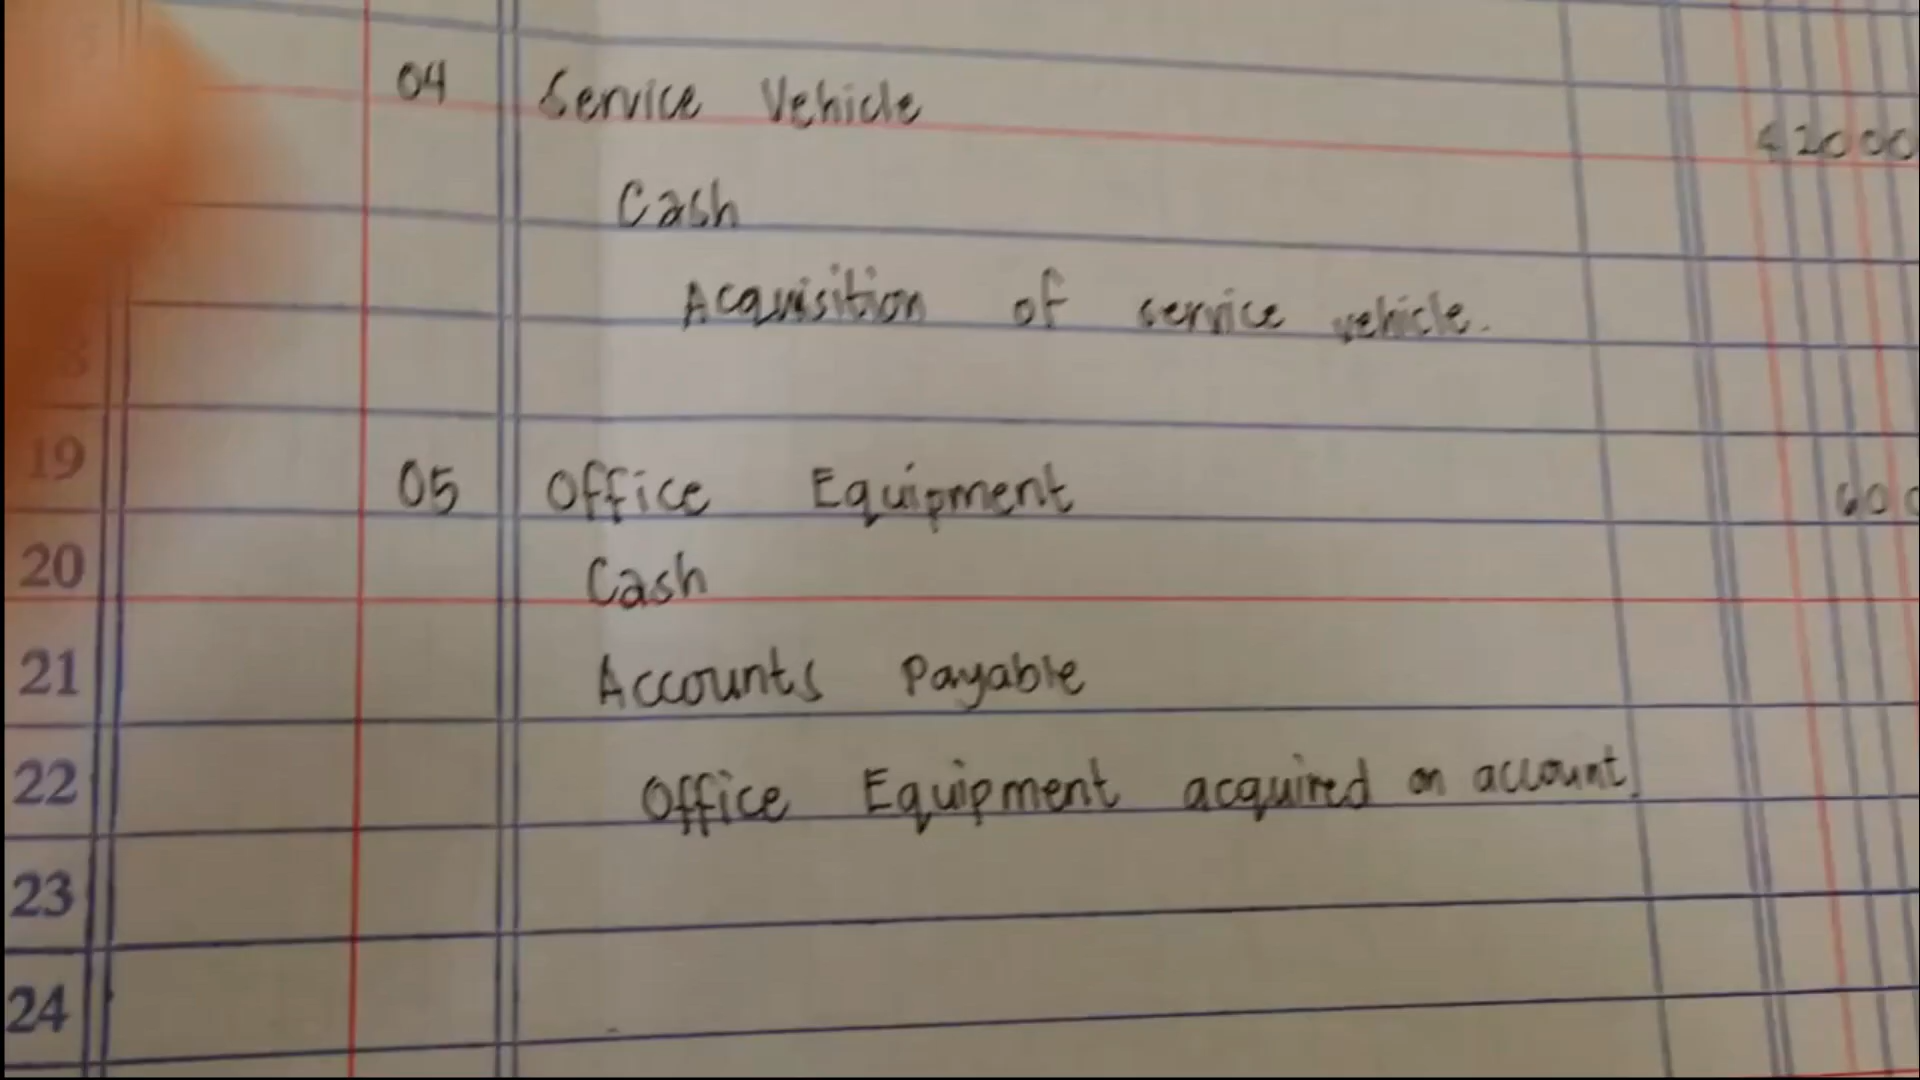 04 Service Vehicle
Cash
Acquisition of service vehicle.
19 05 Office Equipment
20 Cash
21 Accounts Payable
22 Office Equipment acquired on account.
23
24